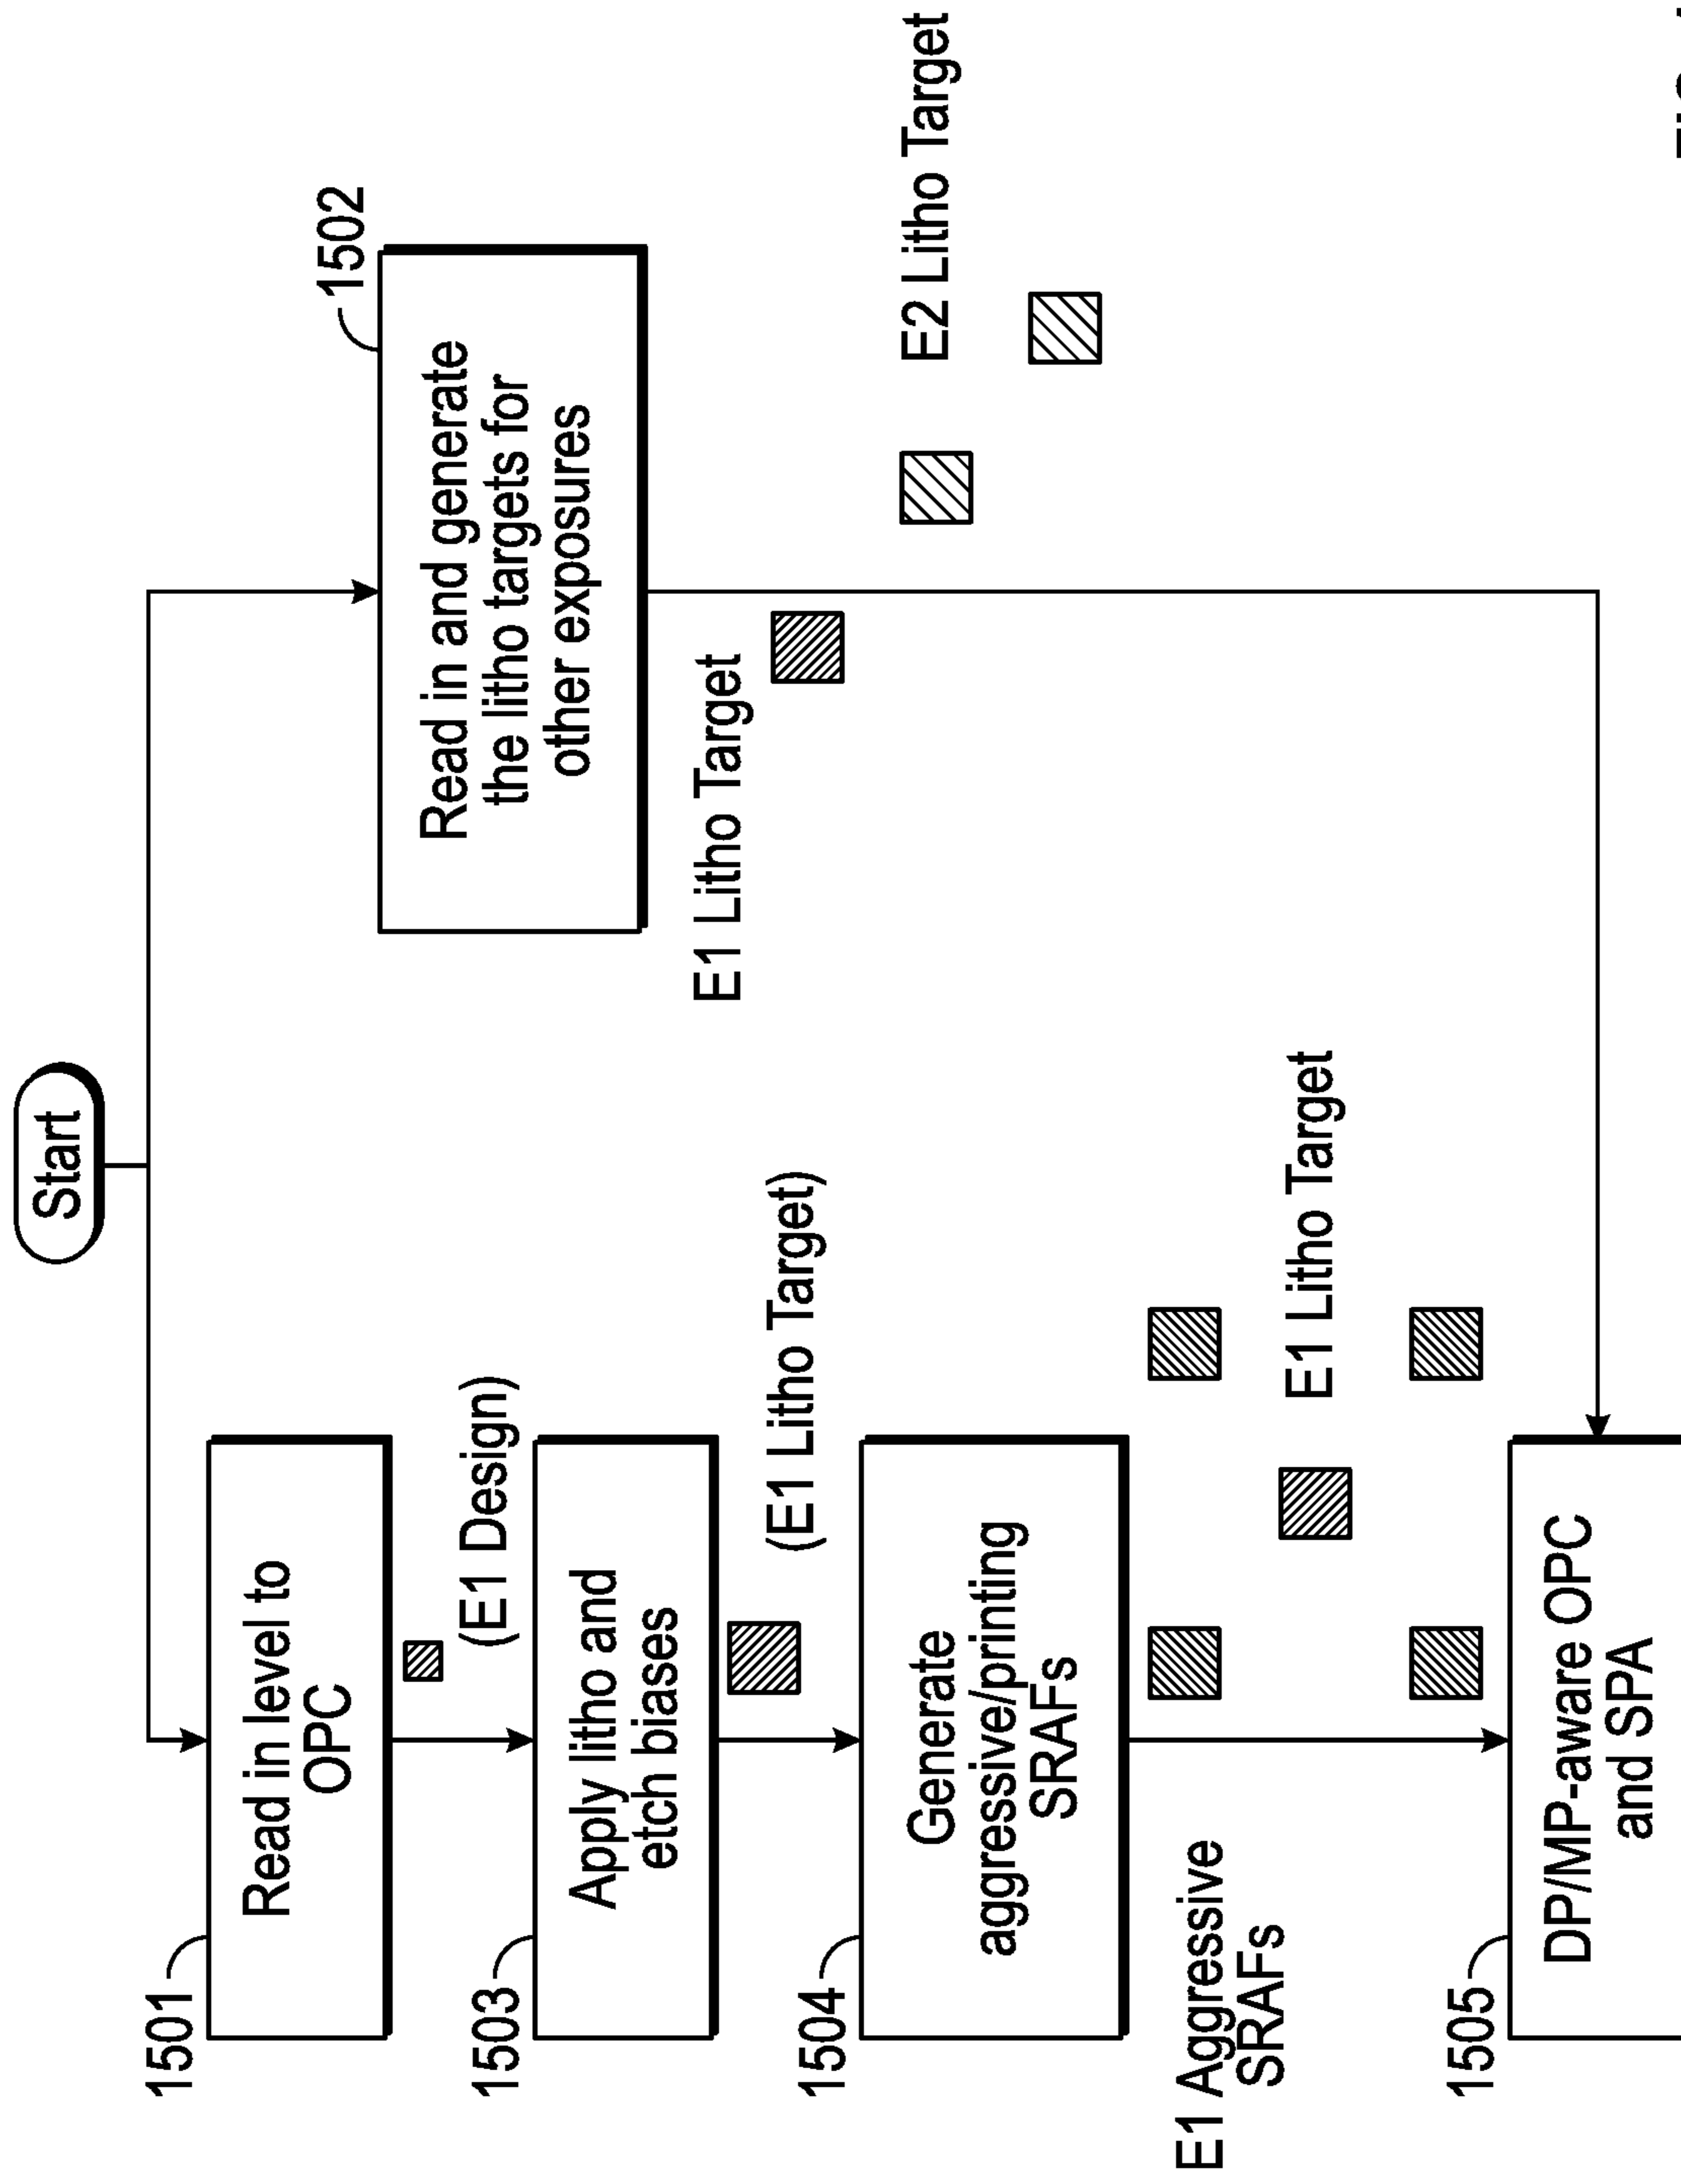 Start
1501
Read in level to
OPC
(E1 Design)
1502
Read in and generate
the litho targets for
other exposures
1503
Apply litho and
etch biases
(E1 Litho Target)
E1 Litho Target
E2 Litho Target
1504
Generate
aggressive/printing
SRAFs
E1 Aggressive
SRAFs
E1 Litho Target
1505
DP/MP-aware OPC
and SPA